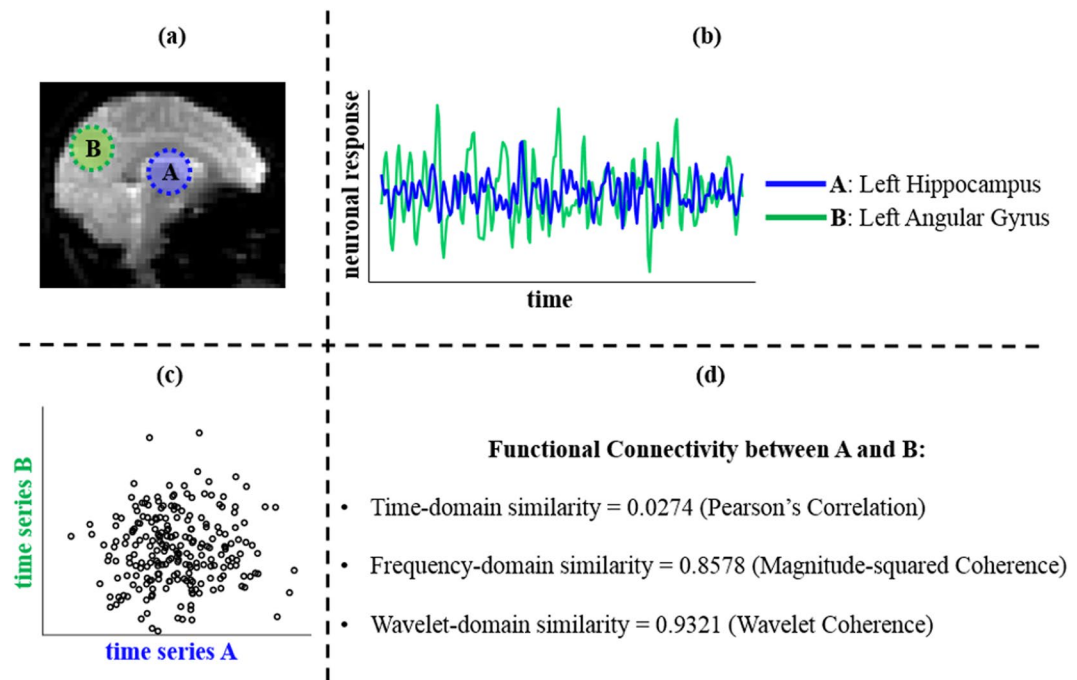 (a)
B
A
(b)
neuronal response
time
A: Left Hippocampus
B: Left Angular Gyrus
(c)
time series B
time series A
(d)
Functional Connectivity between A and B:
• Time-domain similarity = 0.0274 (Pearson’s Correlation)
• Frequency-domain similarity = 0.8578 (Magnitude-squared Coherence)
• Wavelet-domain similarity = 0.9321 (Wavelet Coherence)